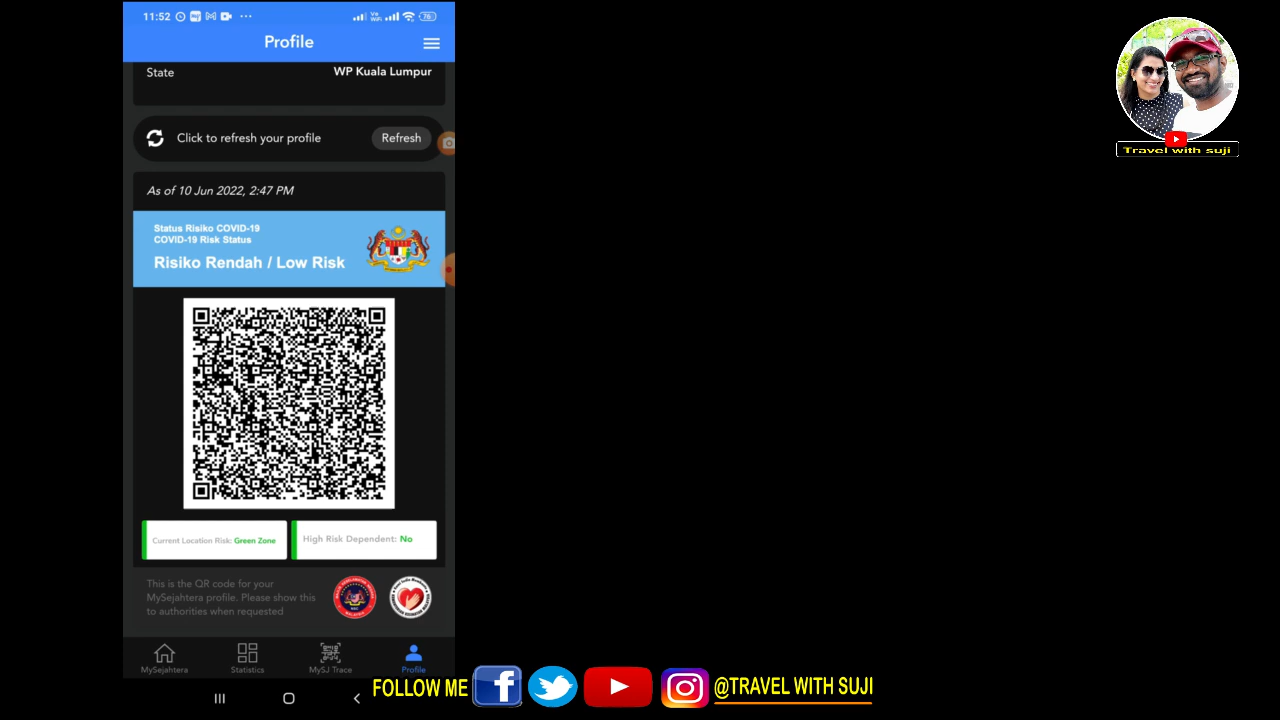 11:52
76
Profile
State
WP Kuala Lumpur
Click to refresh your profile
Refresh
As of 10 Jun 2022, 2:47 PM
Status Risiko COVID-19
COVID-19 Risk Status
Risiko Rendah / Low Risk
Current Location Risk: Green Zone
High Risk Dependent: No
This is the QR code for your
MySejahtera profile. Please show this
to authorities when requested
MySejahtera
Statistics
MySJ Trace
Profile
Travel with suji
FOLLOW ME
@TRAVEL WITH SUJI